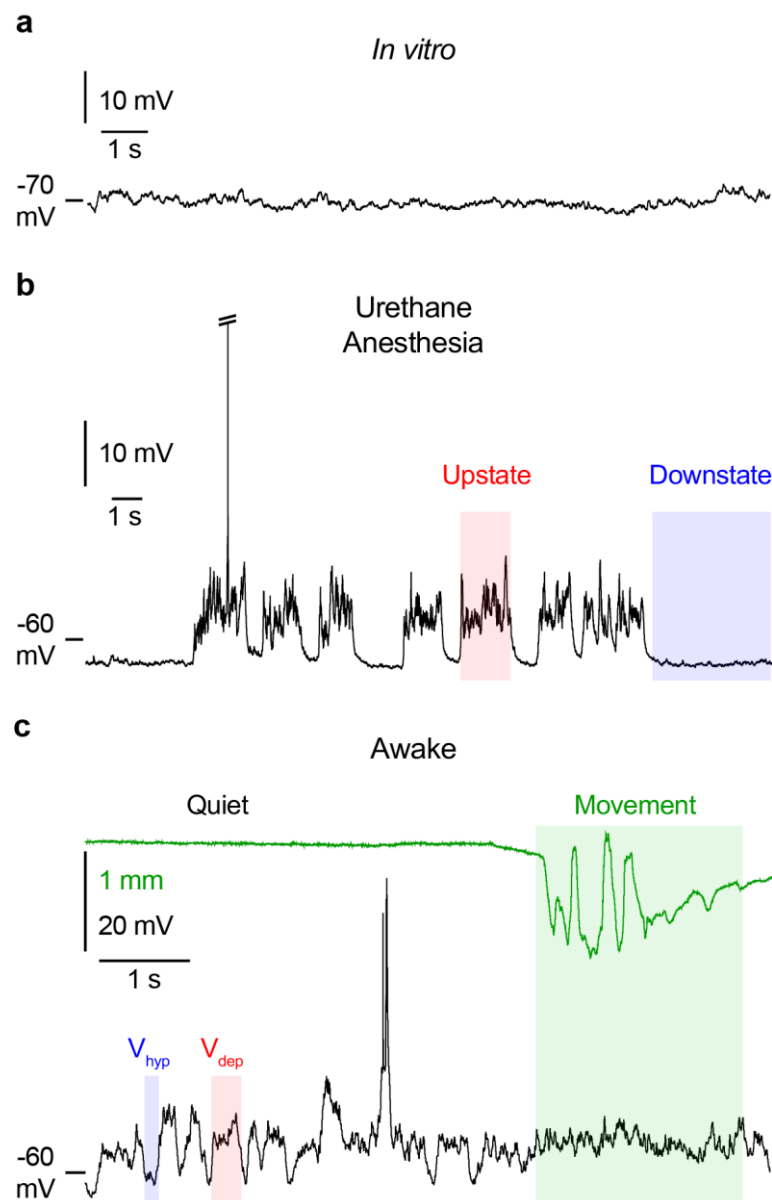 a
In vitro
10 mV
1 s
-70
mV
b
Urethane
Anesthesia
10 mV
1 s
Upstate
Downstate
-60
mV
c
Awake
Quiet
Movement
1 mm
20 mV
1 s
Vhyp
Vdep
-60
mV